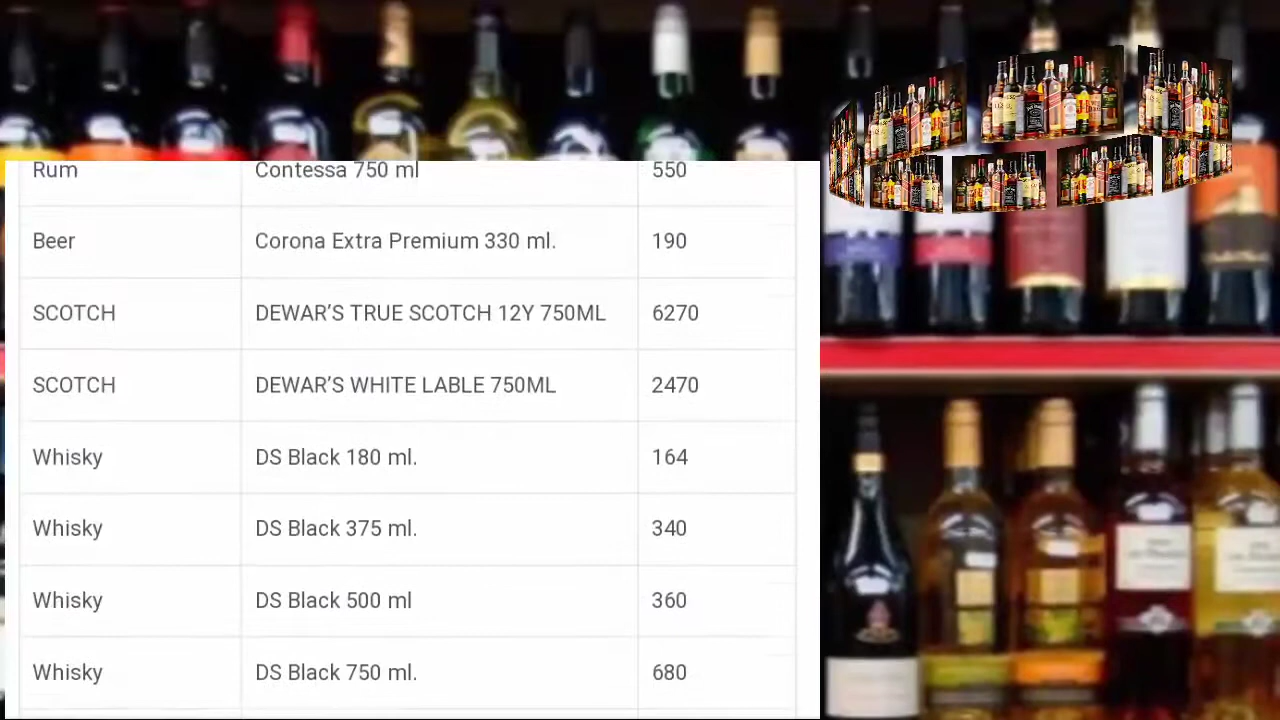 Rum Contessa 750 ml 550
Beer Corona Extra Premium 330 ml. 190
SCOTCH DEWAR’S TRUE SCOTCH 12Y 750ML 6270
SCOTCH DEWAR’S WHITE LABLE 750ML 2470
Whisky DS Black 180 ml. 164
Whisky DS Black 375 ml. 340
Whisky DS Black 500 ml 360
Whisky DS Black 750 ml. 680